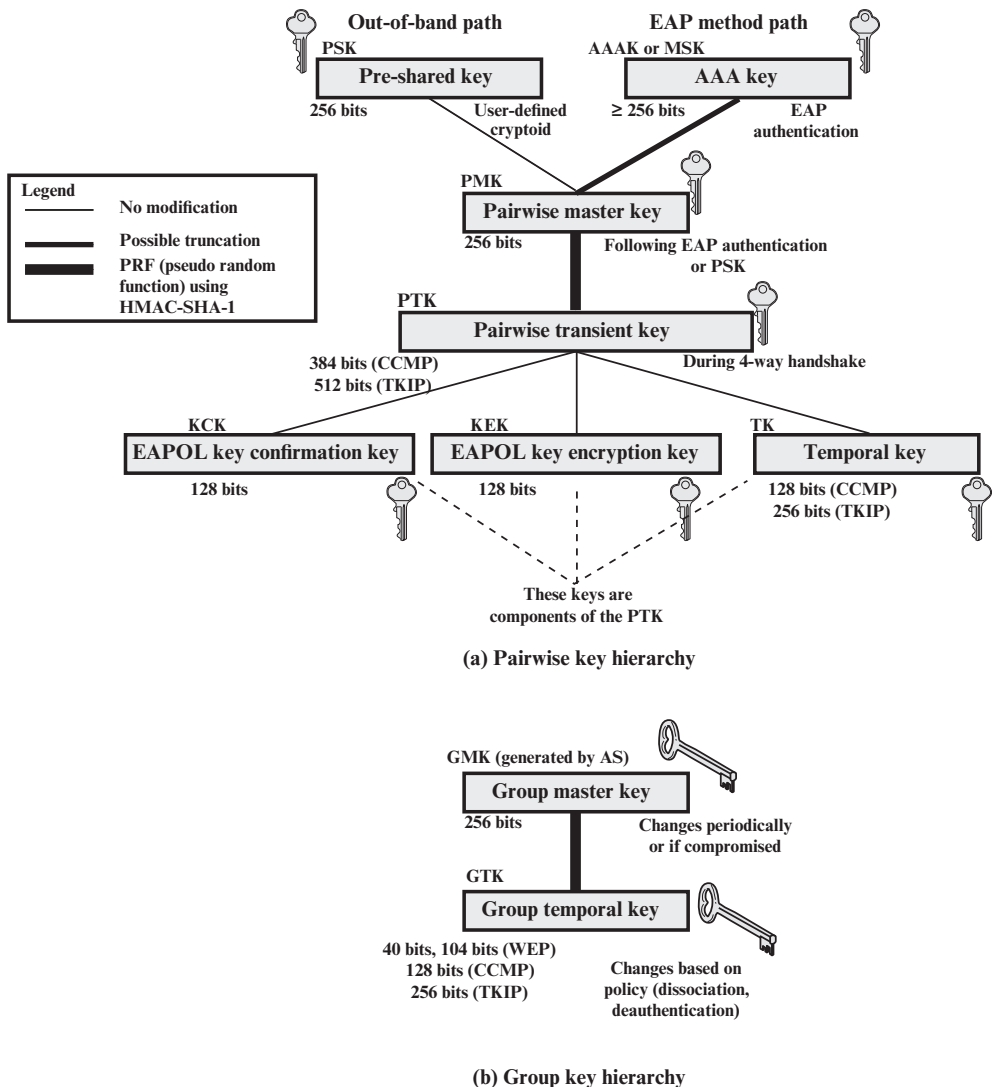 Out-of-band path
EAP method path
PSK
AAAK or MSK
Pre-shared key
AAA key
256 bits
User-defined
cryptoid
≥ 256 bits
EAP
authentication
Legend
No modification
Possible truncation
PRF (pseudo random
function) using
HMAC-SHA-1
PMK
Pairwise master key
256 bits
Following EAP authentication
or PSK
PTK
Pairwise transient key
384 bits (CCMP)
512 bits (TKIP)
During 4-way handshake
KCK
KEK
TK
EAPOL key confirmation key
EAPOL key encryption key
Temporal key
128 bits
128 bits
128 bits (CCMP)
256 bits (TKIP)
These keys are
components of the PTK
(a) Pairwise key hierarchy
GMK (generated by AS)
Group master key
256 bits
Changes periodically
or if compromised
GTK
Group temporal key
40 bits, 104 bits (WEP)
128 bits (CCMP)
256 bits (TKIP)
Changes based on
policy (dissociation,
deauthentication)
(b) Group key hierarchy